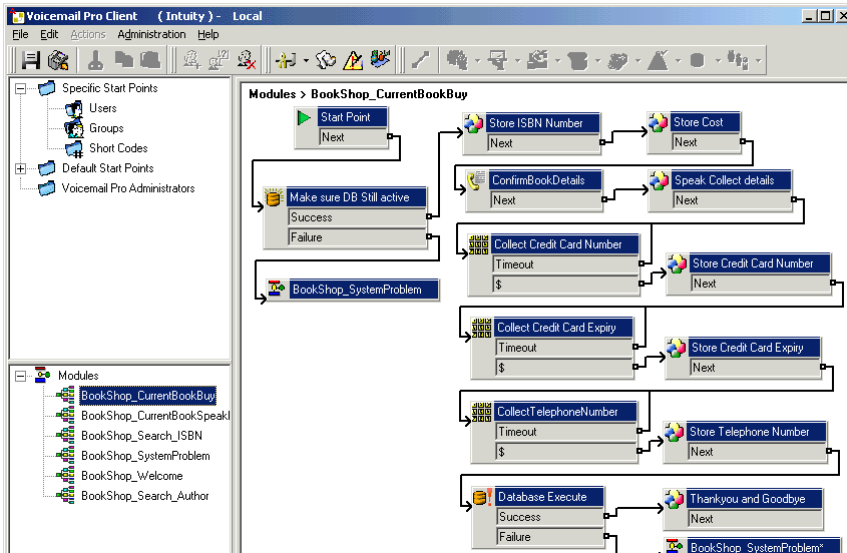 Voicemail Pro Client    (Intuity) -  Local
File  Edit  Actions  Administration  Help
Specific Start Points
Users
Groups
Short Codes
Default Start Points
Voicemail Pro Administrators
Modules
BookShop_CurrentBookBuy
BookShop_CurrentBookSpeakI
BookShop_Search_ISBN
BookShop_SystemProblem
BookShop_Welcome
BookShop_Search_Author
Modules > BookShop_CurrentBookBuy
Start Point
Next
Make sure DB Still active
Success
Failure
BookShop_SystemProblem
Store ISBN Number
Next
Store Cost
Next
ConfirmBookDetails
Next
Speak Collect details
Next
Collect Credit Card Number
Timeout
$
Store Credit Card Number
Next
Collect Credit Card Expiry
Timeout
$
Store Credit Card Expiry
Next
CollectTelephoneNumber
Timeout
$
Store Telephone Number
Next
Database Execute
Success
Failure
Thankyou and Goodbye
Next
BookShop_SystemProblem*